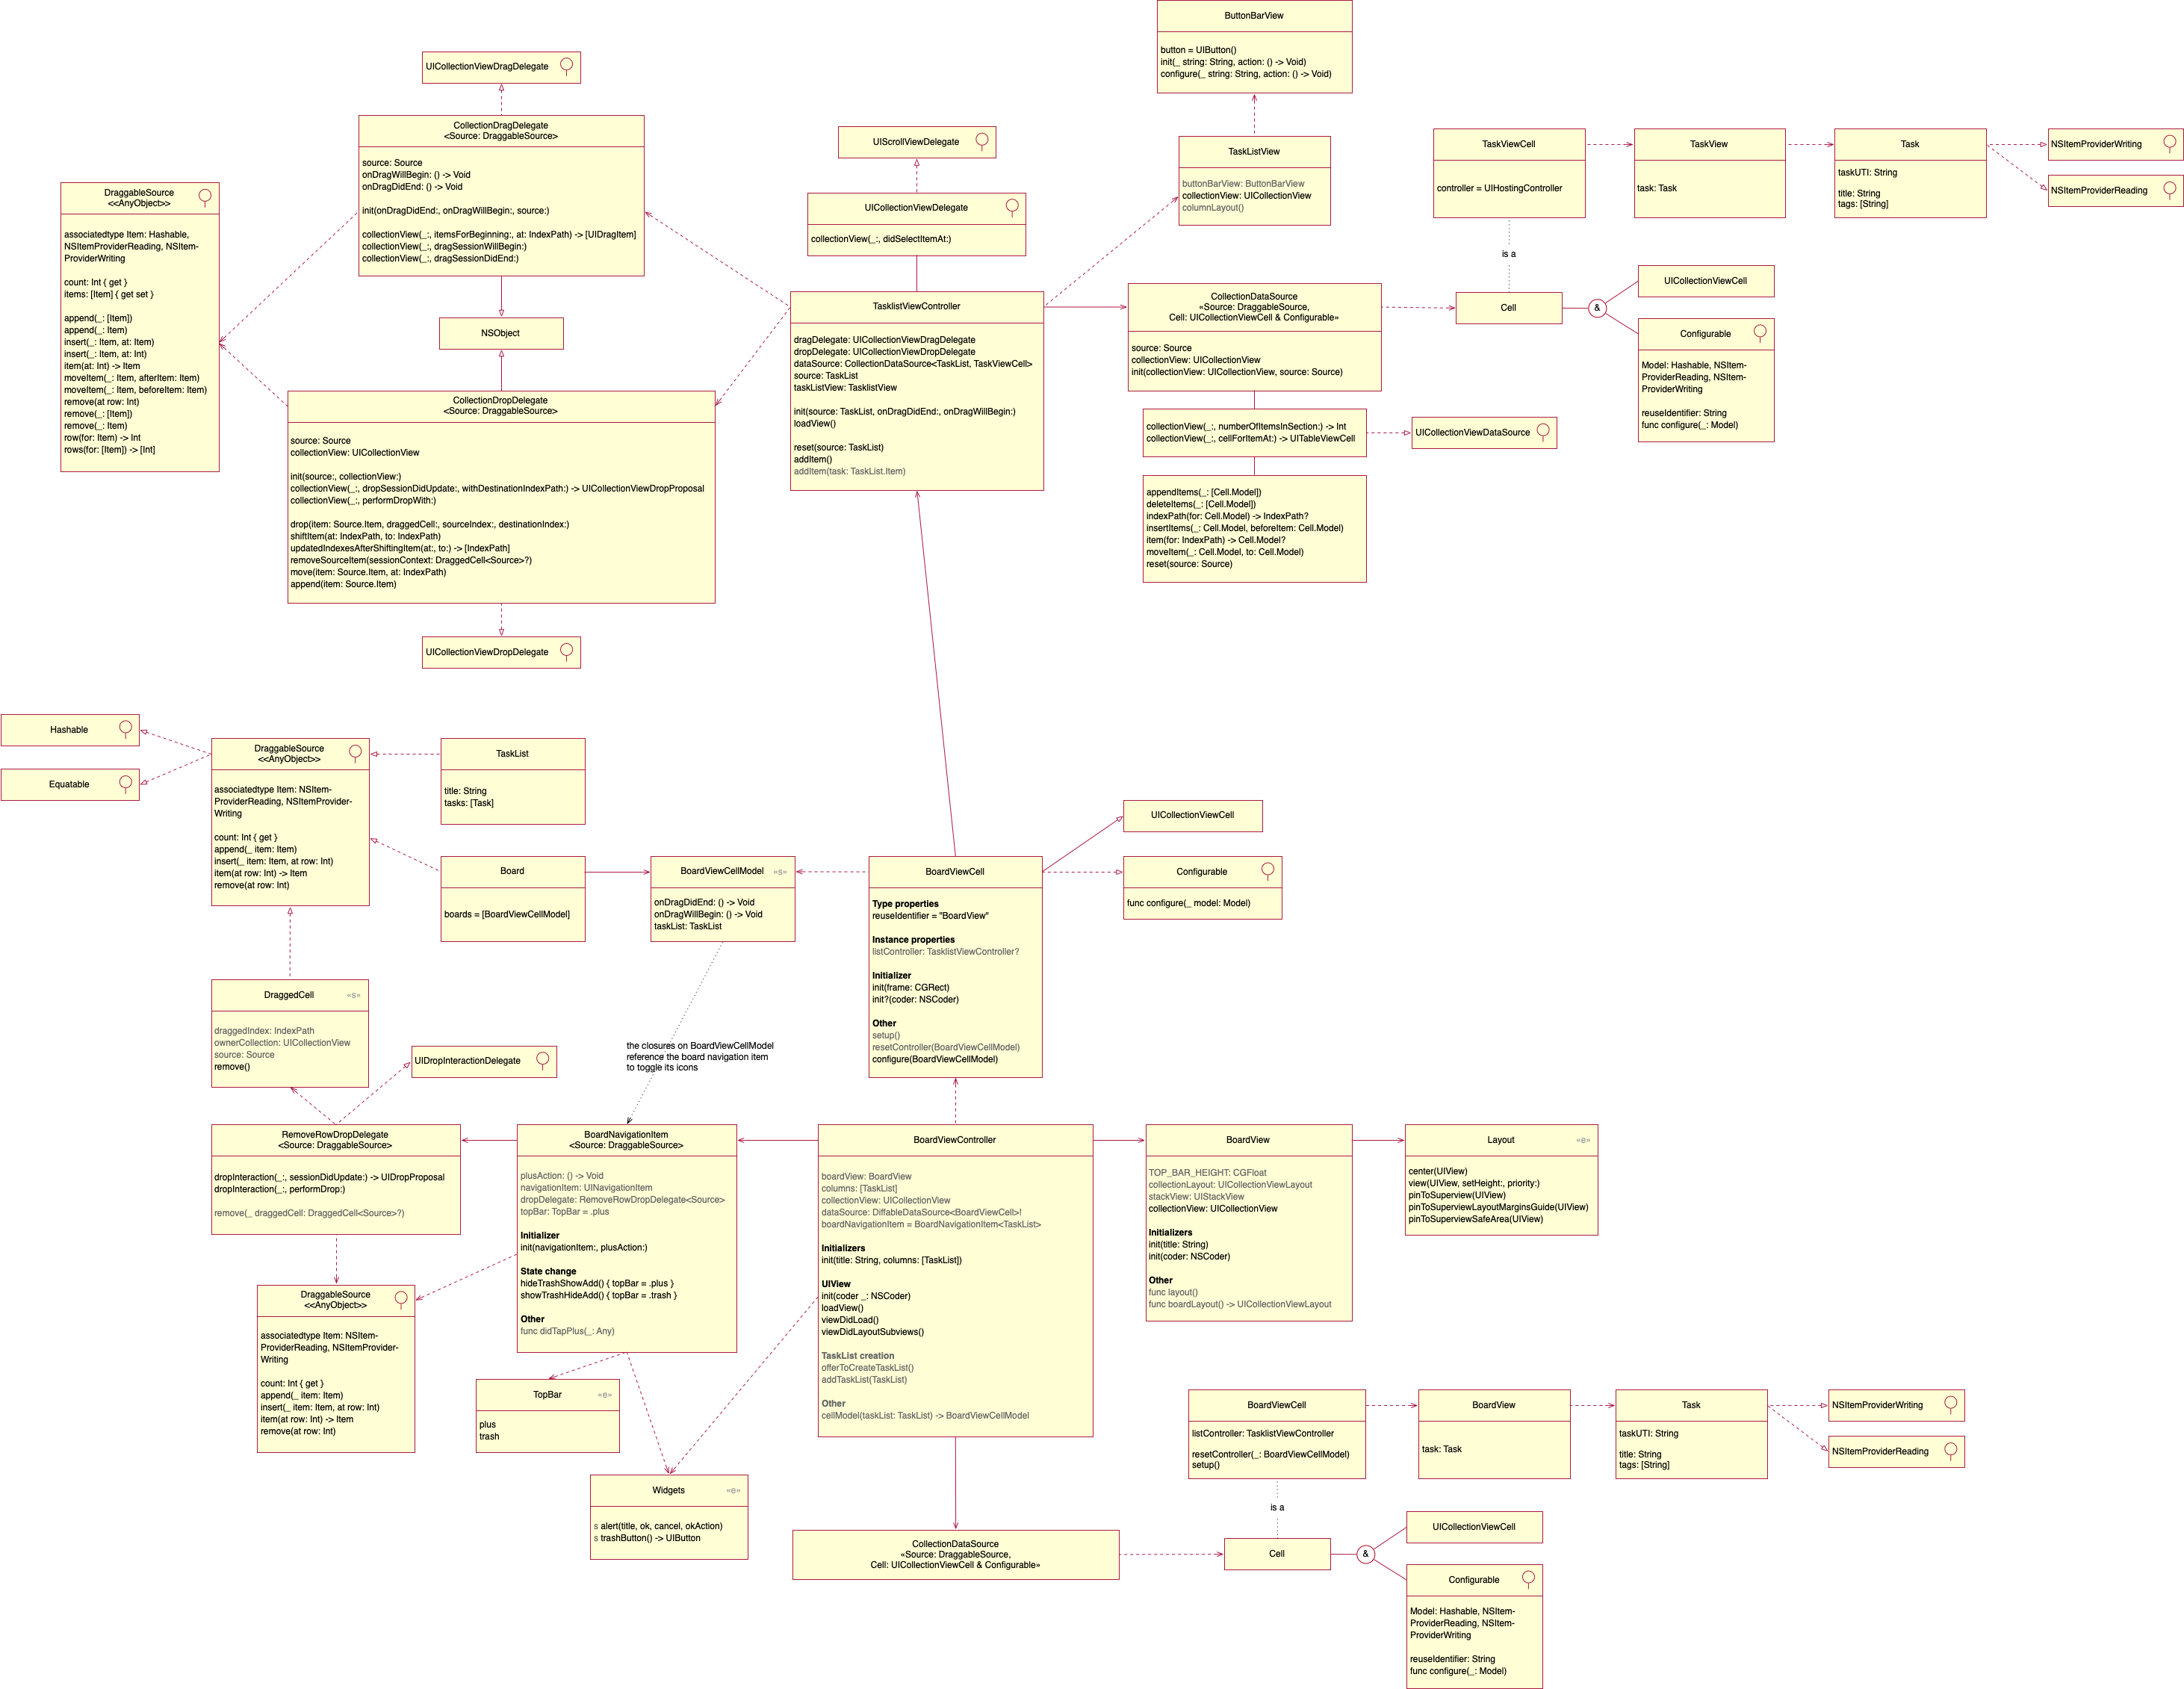 ButtonBarView
button = UIButton()
init(_ string: String, action: () -> Void)
configure(_ string: String, action: () -> Void)
UICollectionViewDragDelegate
CollectionDragDelegate
<Source: DraggableSource>
source: Source
onDragWillBegin: () -> Void
onDragDidEnd: () -> Void
init(onDragDidEnd:, onDragWillBegin:, source:)
collectionView(_:, itemsForBeginning:, at: IndexPath) -> [UIDragItem]
collectionView(_:, dragSessionWillBegin:)
collectionView(_:, dragSessionDidEnd:)
UIScrollViewDelegate
UICollectionViewDelegate
collectionView(_:, didSelectItemAt:)
TaskListView
buttonBarView: ButtonBarView
collectionView: UICollectionView
columnLayout()
TaskViewCell
controller = UIHostingController
TaskView
task: Task
Task
taskUTI: String
title: String
tags: [String]
NSItemProviderWriting
NSItemProviderReading
DraggableSource
<<AnyObject>>
associatedtype Item: Hashable,
NSItemProviderReading, NSItem-
ProviderWriting
count: Int { get }
items: [Item] { get set }
append(_: [Item])
append(_: Item)
insert(_: Item, at: Item)
insert(_: Item, at: Int)
item(at: Int) -> Item
moveItem(_: Item, afterItem: Item)
moveItem(_: Item, beforeItem: Item)
remove(at row: Int)
remove(_: [Item])
remove(_: Item)
row(for: Item) -> Int
rows(for: [Item]) -> [Int]
NSObject
CollectionDropDelegate
<Source: DraggableSource>
source: Source
collectionView: UICollectionView
init(source:, collectionView:)
collectionView(_:, dropSessionDidUpdate:, withDestinationIndexPath:) -> UICollectionViewDropProposal
collectionView(_:, performDropWith:)
drop(item: Source.Item, draggedCell:, sourceIndex:, destinationIndex:)
shiftItem(at: IndexPath, to: IndexPath)
updatedIndexesAfterShiftingItem(at:, to:) -> [IndexPath]
removeSourceItem(sessionContext: DraggedCell<Source>?)
move(item: Source.Item, at: IndexPath)
append(item: Source.Item)
UICollectionViewDropDelegate
TasklistViewController
dragDelegate: UICollectionViewDragDelegate
dropDelegate: UICollectionViewDropDelegate
dataSource: CollectionDataSource<TaskList, TaskViewCell>
source: TaskList
taskListView: TasklistView
init(source: TaskList, onDragDidEnd:, onDragWillBegin:)
loadView()
reset(source: TaskList)
addItem()
addItem(task: TaskList.Item)
CollectionDataSource
«Source: DraggableSource,
Cell: UICollectionViewCell & Configurable»
source: Source
collectionView: UICollectionView
init(collectionView: UICollectionView, source: Source)
collectionView(_:, numberOfItemsInSection:) -> Int
collectionView(_:, cellForItemAt:) -> UITableViewCell
UICollectionViewDataSource
appendItems(_: [Cell.Model])
deleteItems(_: [Cell.Model])
indexPath(for: Cell.Model) -> IndexPath?
insertItems(_: Cell.Model, beforeItem: Cell.Model)
item(for: IndexPath) -> Cell.Model?
moveItem(_: Cell.Model, to: Cell.Model)
reset(source: Source)
is a
Cell
&
UICollectionViewCell
Configurable
Model: Hashable, NSItem-
ProviderReading, NSItem-
ProviderWriting
reuseIdentifier: String
func configure(_: Model)
Hashable
Equatable
DraggableSource
<<AnyObject>>
associatedtype Item: NSItem-
ProviderReading, NSItemProvider-
Writing
count: Int { get }
append(_ item: Item)
insert(_ item: Item, at row: Int)
item(at row: Int) -> Item
remove(at row: Int)
TaskList
title: String
tasks: [Task]
Board
boards = [BoardViewCellModel]
BoardViewCellModel «s»
onDragDidEnd: () -> Void
onDragWillBegin: () -> Void
taskList: TaskList
BoardViewCell
Type properties
reuseIdentifier = "BoardView"
Instance properties
listController: TasklistViewController?
Initializer
init(frame: CGRect)
init?(coder: NSCoder)
Other
setup()
resetController(BoardViewCellModel)
configure(BoardViewCellModel)
UICollectionViewCell
Configurable
func configure(_ model: Model)
DraggedCell «s»
draggedIndex: IndexPath
ownerCollection: UICollectionView
source: Source
remove()
UIDropInteractionDelegate
the closures on BoardViewCellModel
reference the board navigation item
to toggle its icons
RemoveRowDropDelegate
<Source: DraggableSource>
dropInteraction(_:, sessionDidUpdate:) -> UIDropProposal
dropInteraction(_:, performDrop:)
remove(_ draggedCell: DraggedCell<Source>?)
BoardNavigationItem
<Source: DraggableSource>
plusAction: () -> Void
navigationItem: UINavigationItem
dropDelegate: RemoveRowDropDelegate<Source>
topBar: TopBar = .plus
Initializer
init(navigationItem:, plusAction:)
State change
hideTrashShowAdd() { topBar = .plus }
showTrashHideAdd() { topBar = .trash }
Other
func didTapPlus(_: Any)
BoardViewController
boardView: BoardView
columns: [TaskList]
collectionView: UICollectionView
dataSource: DiffableDataSource<BoardViewCell>!
boardNavigationItem = BoardNavigationItem<TaskList>
Initializers
init(title: String, columns: [TaskList])
UIView
init(coder _: NSCoder)
loadView()
viewDidLoad()
viewDidLayoutSubviews()
TaskList creation
offerToCreateTaskList()
addTaskList(TaskList)
Other
cellModel(taskList: TaskList) -> BoardViewCellModel
BoardView
TOP_BAR_HEIGHT: CGFloat
collectionLayout: UICollectionViewLayout
stackView: UIStackView
collectionView: UICollectionView
Initializers
init(title: String)
init(coder: NSCoder)
Other
func layout()
func boardLayout() -> UICollectionViewLayout
Layout «e»
center(UIView)
view(UIView, setHeight:, priority:)
pinToSuperview(UIView)
pinToSuperviewLayoutMarginsGuide(UIView)
pinToSuperviewSafeArea(UIView)
DraggableSource
<<AnyObject>>
associatedtype Item: NSItem-
ProviderReading, NSItemProvider-
Writing
count: Int { get }
append(_ item: Item)
insert(_ item: Item, at row: Int)
item(at row: Int) -> Item
remove(at row: Int)
TopBar «e»
plus
trash
Widgets «e»
s alert(title, ok, cancel, okAction)
s trashButton() -> UIButton
BoardViewCell
listController: TasklistViewController
resetController(_: BoardViewCellModel)
setup()
BoardView
task: Task
Task
taskUTI: String
title: String
tags: [String]
NSItemProviderWriting
NSItemProviderReading
is a
CollectionDataSource
«Source: DraggableSource,
Cell: UICollectionViewCell & Configurable»
Cell
&
UICollectionViewCell
Configurable
Model: Hashable, NSItem-
ProviderReading, NSItem-
ProviderWriting
reuseIdentifier: String
func configure(_: Model)